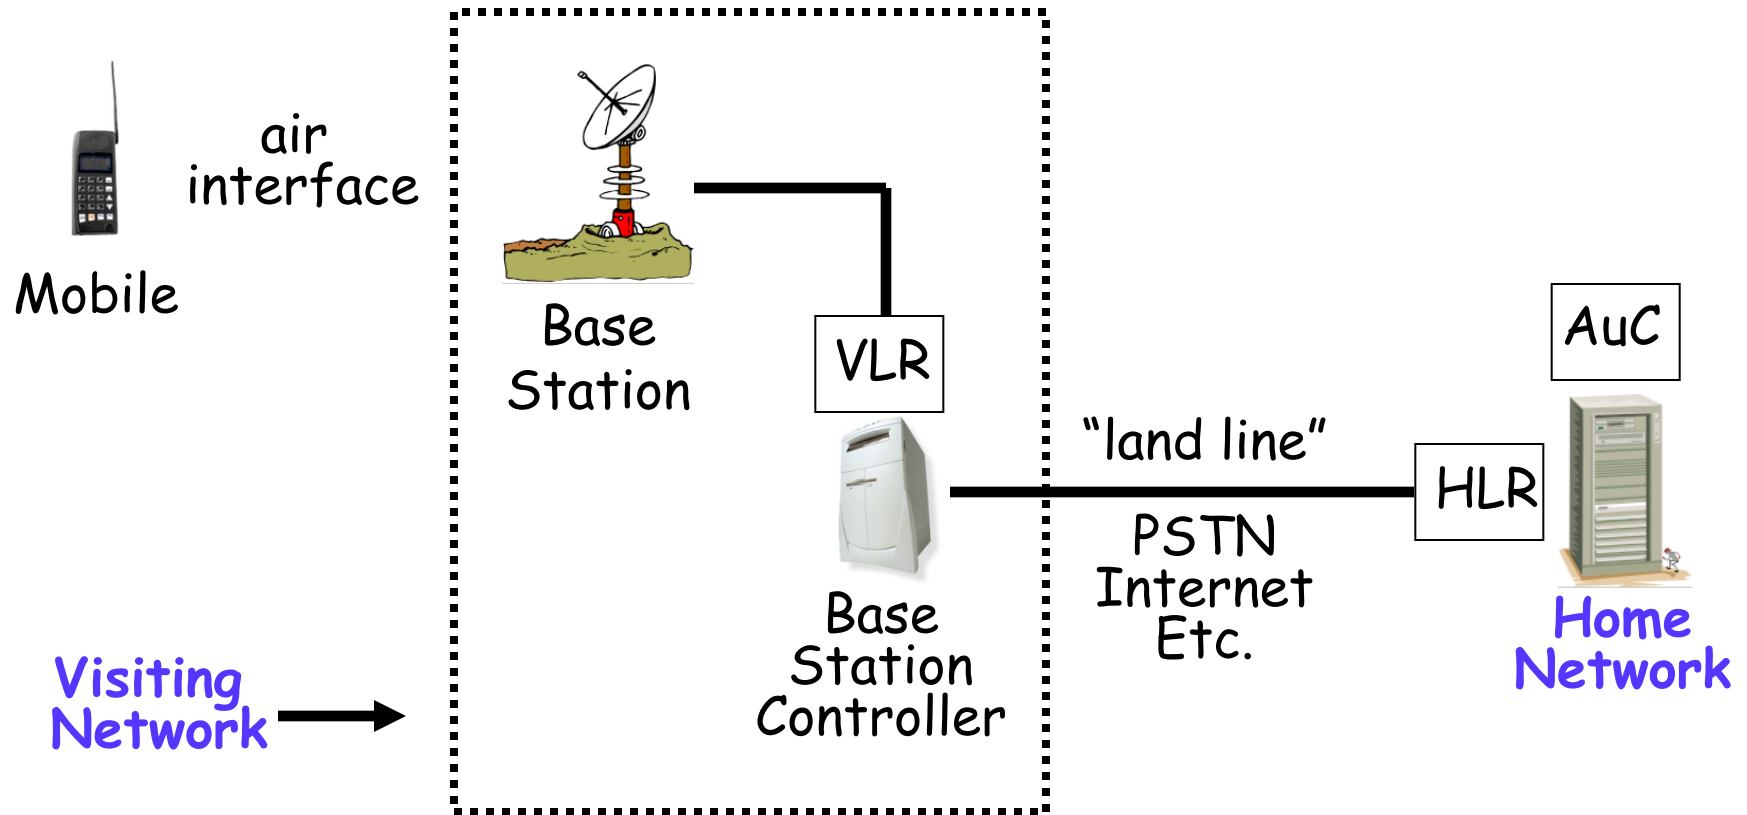 air
interface
Mobile
Base
Station
VLR
Base
Station
Controller
Visiting
Network
“land line”
PSTN
Internet
Etc.
AuC
HLR
Home
Network